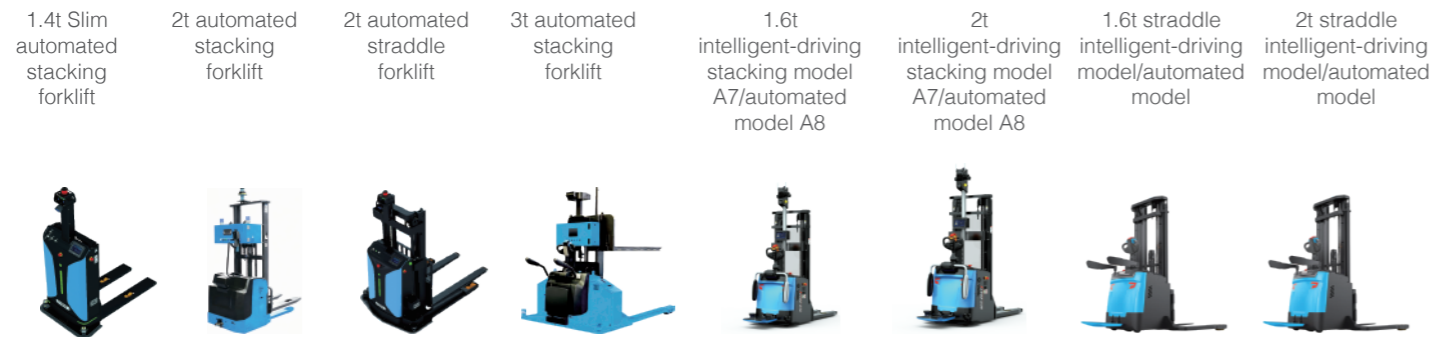 1.4t Slim
automated
stacking
forklift
2t automated
stacking
forklift
2t automated
straddle
forklift
3t automated
stacking
forklift
1.6t
intelligent-driving
stacking model
A7/automated
model A8
2t
intelligent-driving
stacking model
A7/automated
model A8
1.6t straddle
intelligent-driving
model/automated
model
2t straddle
intelligent-driving
model/automated
model